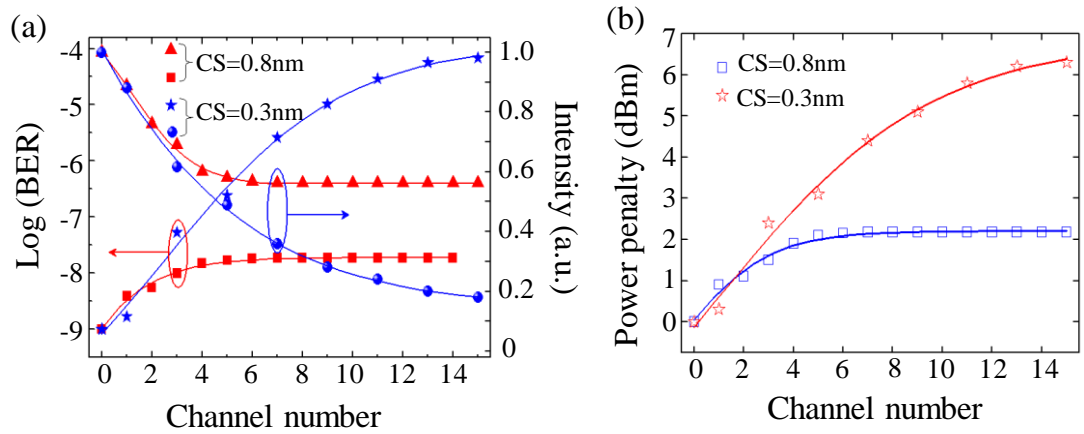 (a)
-4
-5
-6
-7
-8
-9
Log (BER)
CS=0.8nm
CS=0.3nm
1.0
0.8
0.6
0.4
0.2
0
Intensity (a.u.)
0 2 4 6 8 10 12 14
Channel number
(b)
7
6
5
4
3
2
1
0
Power penalty (dBm)
CS=0.8nm
CS=0.3nm
0 2 4 6 8 10 12 14
Channel number